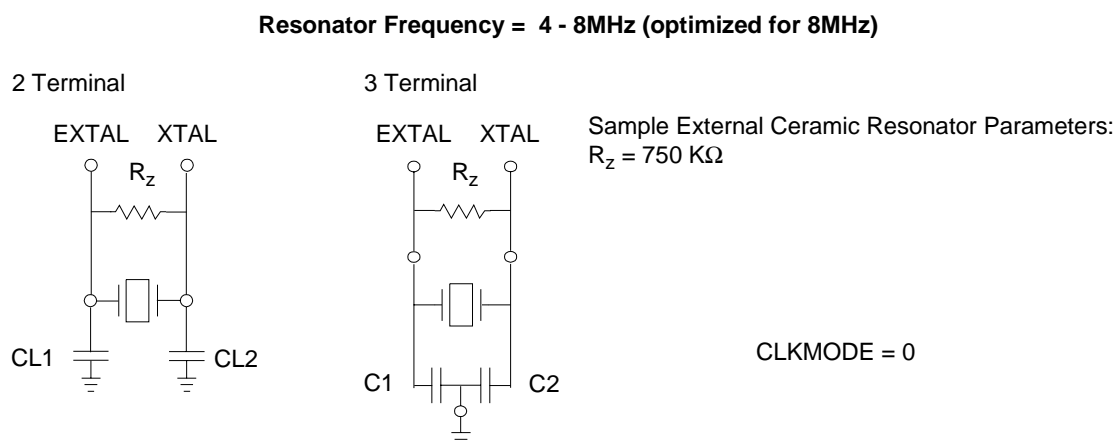 Resonator Frequency = 4 - 8MHz (optimized for 8MHz)
2 Terminal
EXTAL XTAL
Rz
CL1
CL2
3 Terminal
EXTAL XTAL
Rz
C1
C2
Sample External Ceramic Resonator Parameters:
Rz = 750 KΩ
CLKMODE = 0